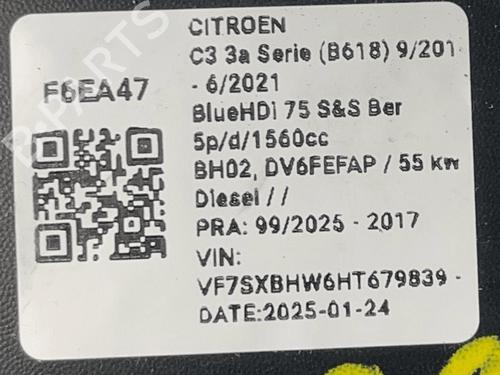 CITROEN
C3 3a Serie (B618) 9/201
- 6/2021
F6EA47
BlueHDi 75 S&S Ber
5p/d/1560cc
BH02, DV6FEFAP / 55 kw
Diesel / /
PRA: 99/2025 - 2017
VIN:
VF7SXBHW6HT679839 -
DATE:2025-01-24
B-PARTS